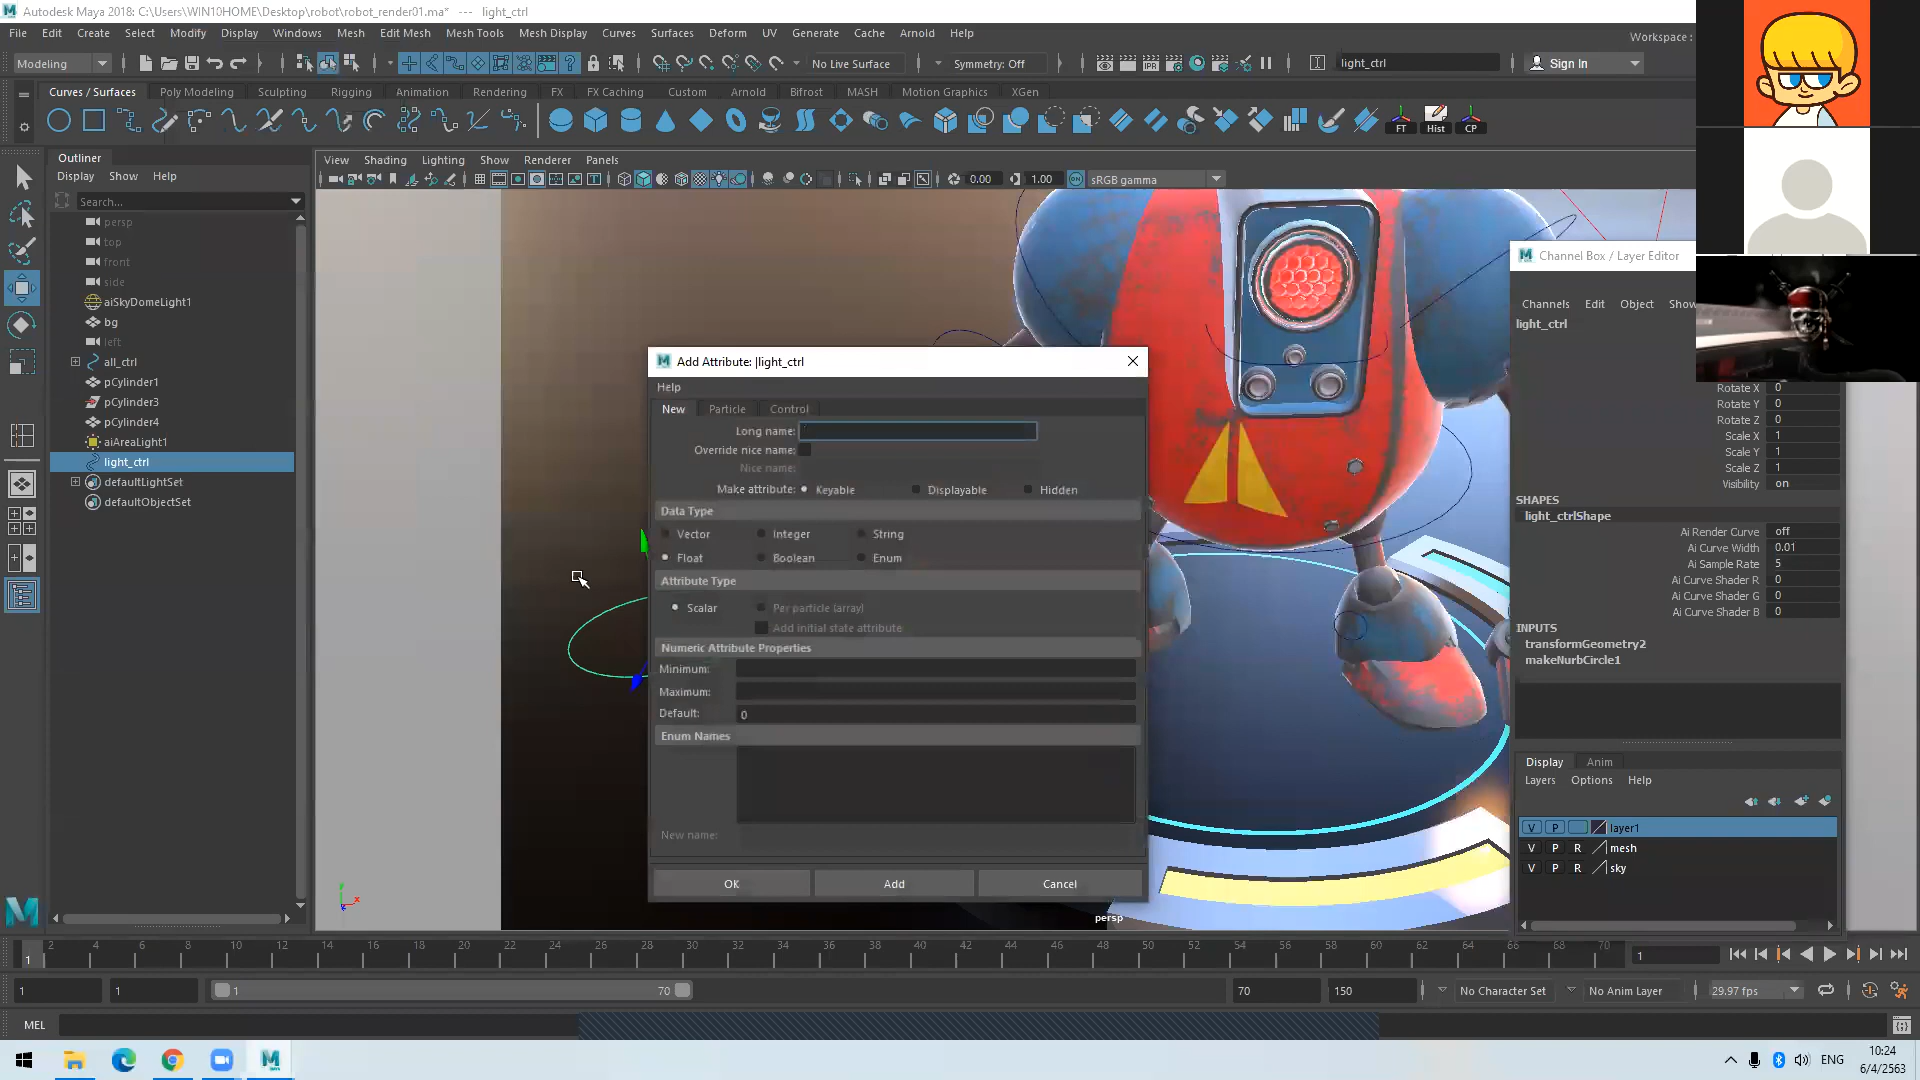 Autodesk Maya 2018: C:\Users\WIN10HOME\Desktop\robot\robot_render01.ma* --- light_ctrl
File Edit Create Select Modify Display Windows Mesh Edit Mesh Mesh Tools Mesh Display Curves Surfaces Deform UV Generate Cache Arnold Help
Workspace :
Modeling
No Live Surface
Symmetry: Off
light_ctrl
Sign In
Curves / Surfaces Poly Modeling Sculpting Rigging Animation Rendering FX FX Caching Custom Arnold Bifrost MASH Motion Graphics XGen
FT Hist CP
Outliner
Display Show Help
Search...
persp
top
front
side
aiSkyDomeLight1
bg
left
all_ctrl
pCylinder1
pCylinder3
pCylinder4
aiAreaLight1
light_ctrl
defaultLightSet
defaultObjectSet
View Shading Lighting Show Renderer Panels
0.00 1.00 ON sRGB gamma
Add Attribute: |light_ctrl
Help
New Particle Control
Long name:
Override nice name:
Nice name:
Make attribute: Keyable Displayable Hidden
Data Type
Vector Integer String
Float Boolean Enum
Attribute Type
Scalar Per particle (array)
Add initial state attribute
Numeric Attribute Properties
Minimum:
Maximum:
Default: 0
Enum Names
New name:
OK Add Cancel
persp
Channel Box / Layer Editor
Channels Edit Object Show
light_ctrl
Rotate X 0
Rotate Y 0
Rotate Z 0
Scale X 1
Scale Y 1
Scale Z 1
Visibility on
SHAPES
light_ctrlShape
Ai Render Curve off
Ai Curve Width 0.01
Ai Sample Rate 5
Ai Curve Shader R 0
Ai Curve Shader G 0
Ai Curve Shader B 0
INPUTS
transformGeometry2
makeNurbCircle1
Display Anim
Layers Options Help
V P layer1
V P R mesh
V P R sky
2 4 6 8 10 12 14 16 18 20 22 24 26 28 30 32 34 36 38 40 42 44 46 48 50 52 54 56 58 60 62 64 66 68 70
1
1
1 1 1 70 70 150 No Character Set No Anim Layer 29.97 fps
MEL
ENG
10:24
6/4/2563